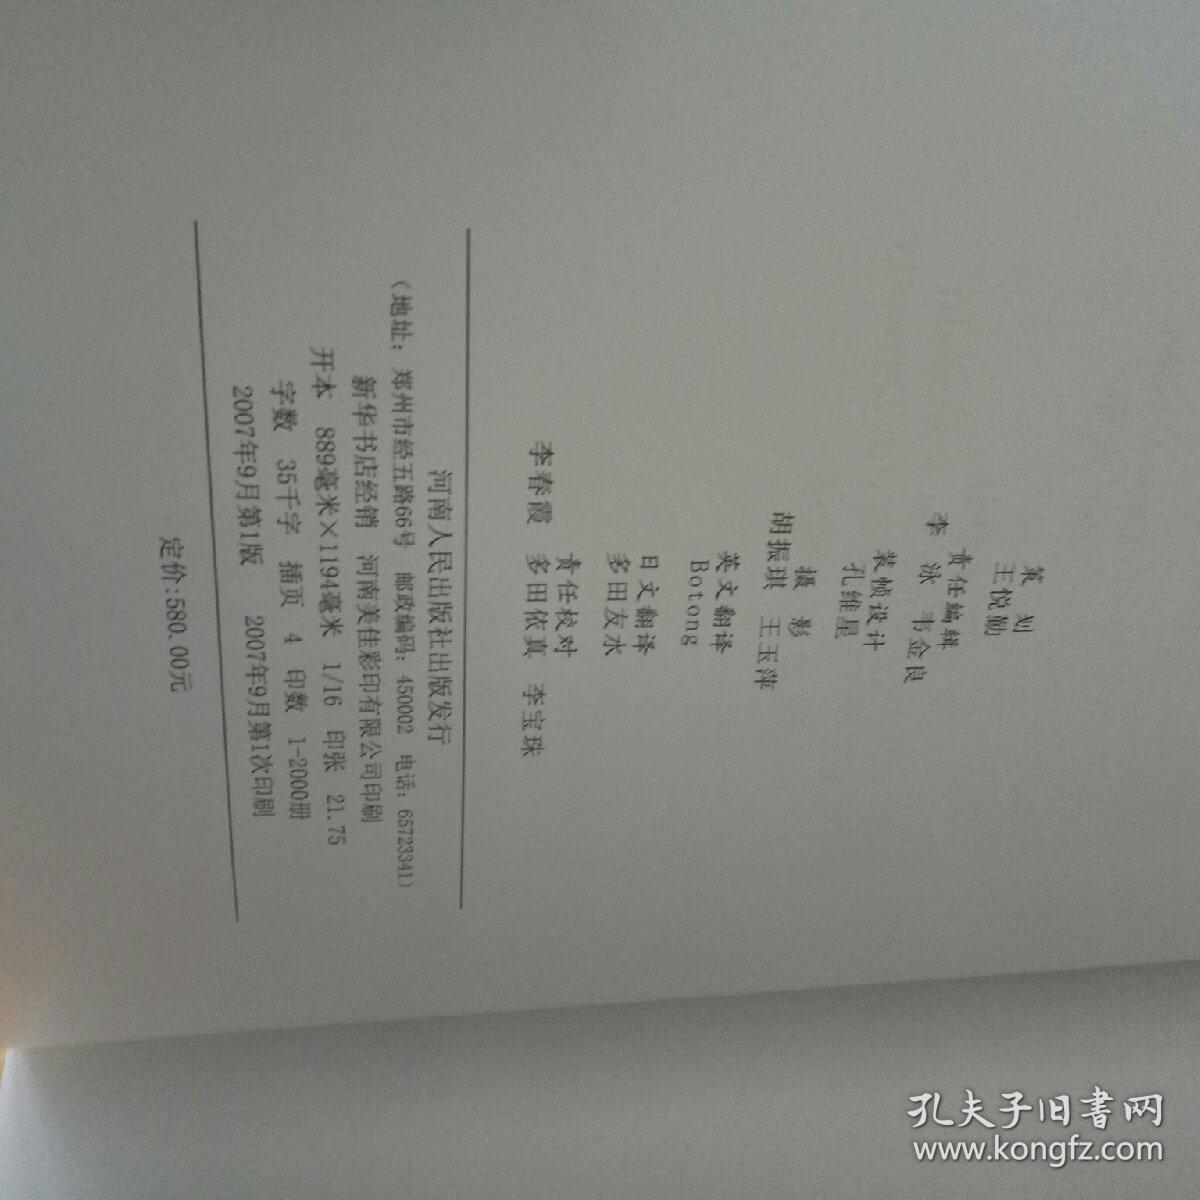 策 划
王悦勤
责任编辑
李 泳 韦金良
装帧设计
孔维星
摄 影
胡振琪 王玉萍
英文翻译
Botong
日文翻译
多田友水
责任校对
李春霞 多田依真 李宝珠
河南人民出版社出版发行
(地址:郑州市经五路66号 邮政编码:450002 电话:65723341)
新华书店经销 河南美佳彩印有限公司印刷
开本 889毫米×1194毫米 1/16 印张 21.75
字数 35千字 插页 4 印数 1-2000册
2007年9月第1版 2007年9月第1次印刷
定价:580.00元
孔夫子旧書网
www.kongfz.com